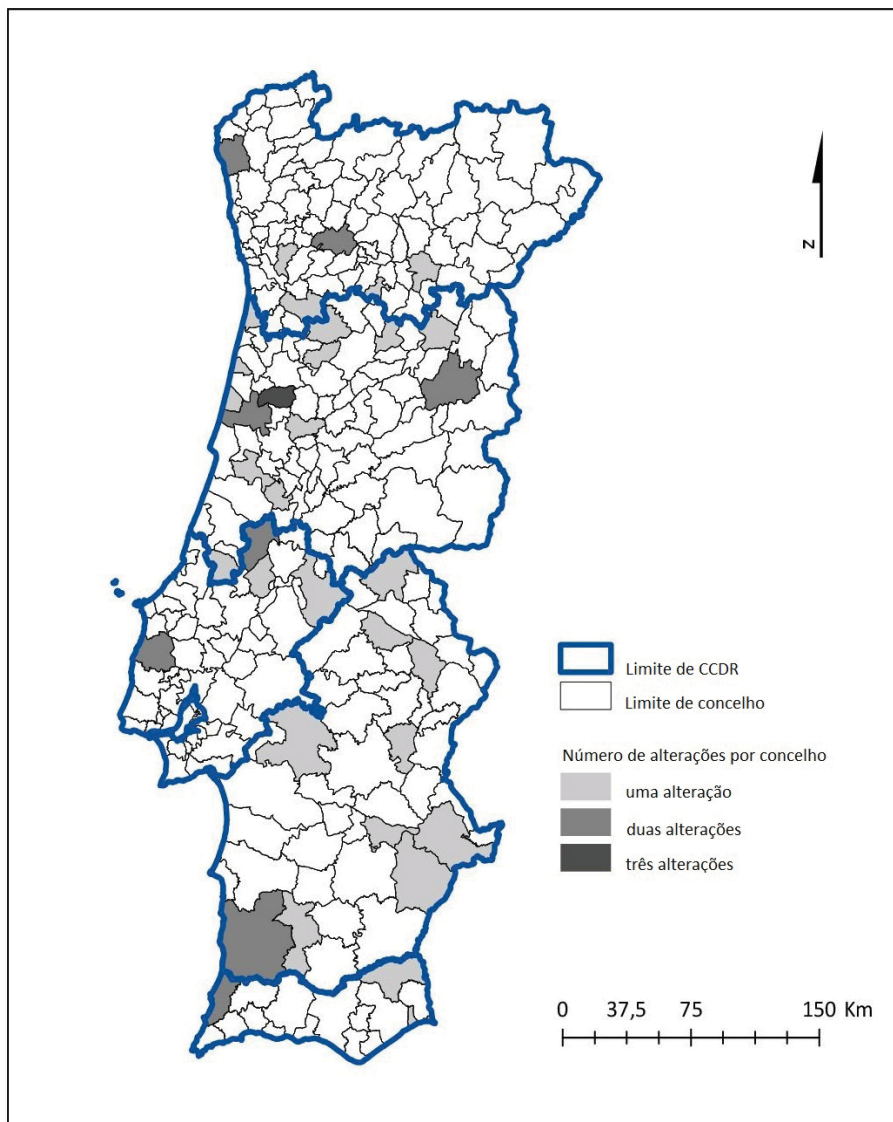 N
Limite de CCDR
Limite de concelho
Número de alterações por concelho
uma alteração
duas alterações
três alterações
0 37,5 75 150 Km